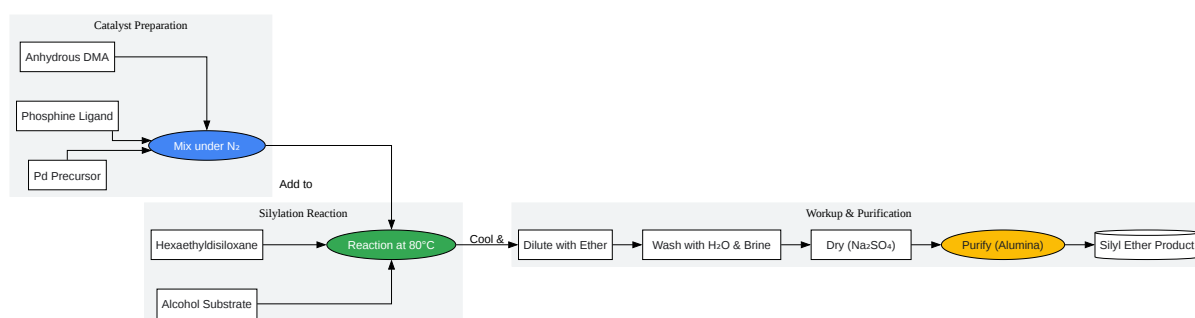 Catalyst Preparation
Anhydrous DMA
Phosphine Ligand
Mix under N₂
Pd Precursor
Add to
Silylation Reaction
Workup & Purification
Hexaethyldisiloxane
Reaction at 80°C
Cool &
Dilute with Ether
Wash with H₂O & Brine
Dry (Na₂SO₄)
Purify (Alumina)
Silyl Ether Product
Alcohol Substrate